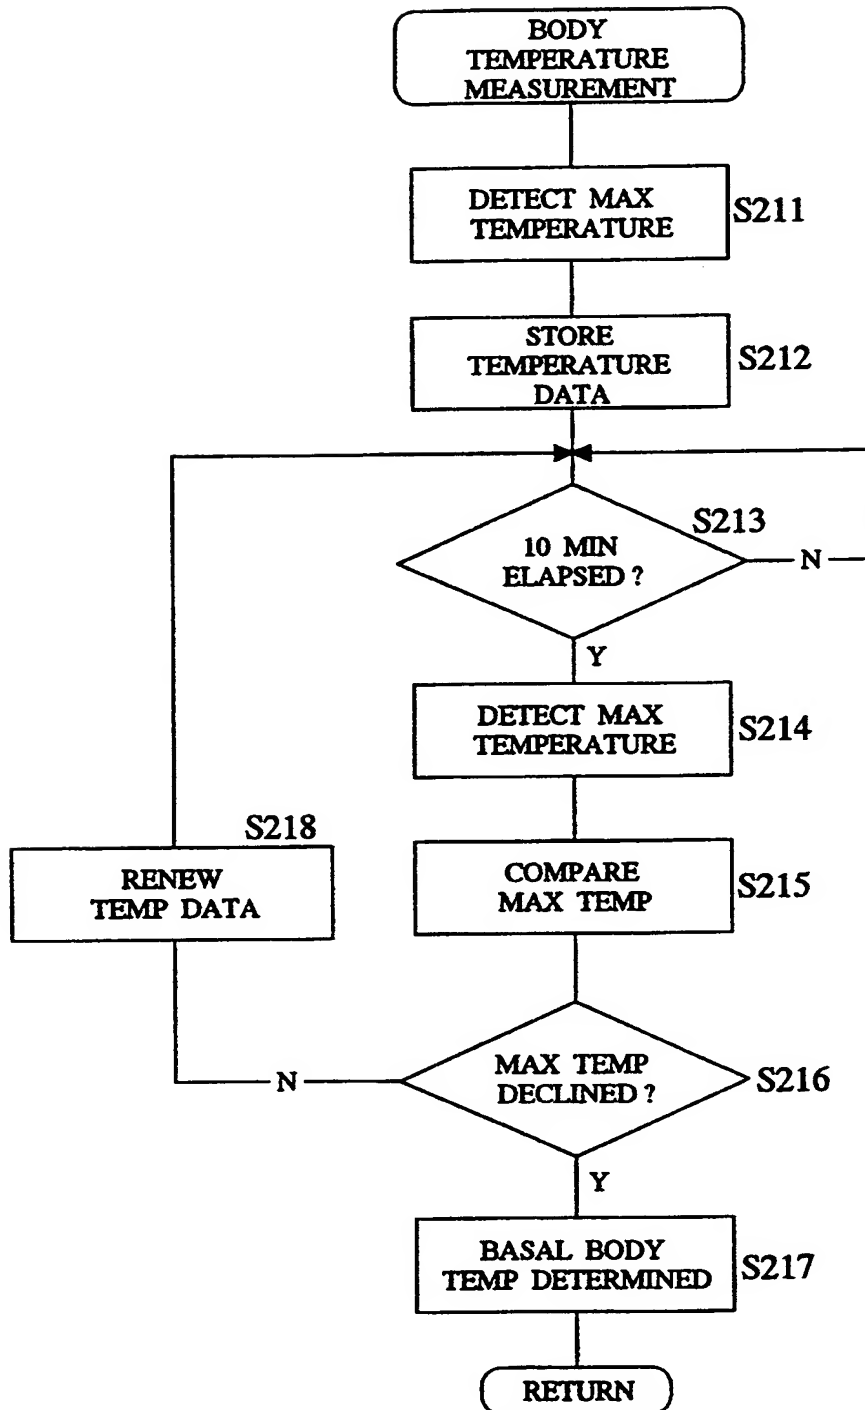 BODY
TEMPERATURE
MEASUREMENT
DETECT MAX
TEMPERATURE
S211
STORE
TEMPERATURE
DATA
S212
S213
10 MIN
ELAPSED ?
N
Y
DETECT MAX
TEMPERATURE
S214
S218
RENEW
TEMP DATA
COMPARE
MAX TEMP
S215
MAX TEMP
DECLINED ?
S216
N
Y
BASAL BODY
TEMP DETERMINED
S217
RETURN